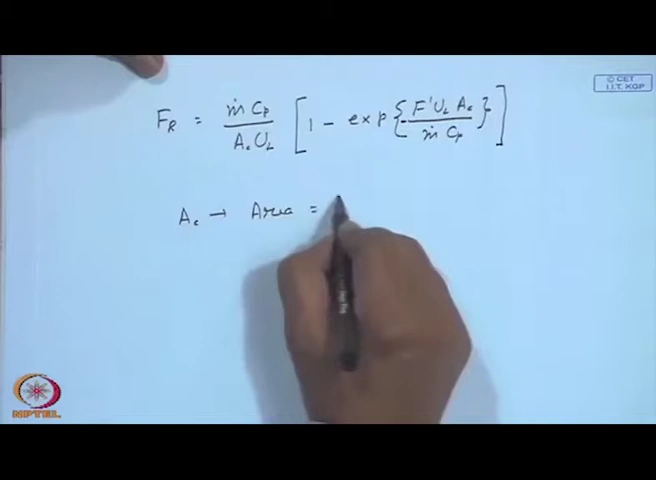 © CET
I.I.T. KGP
F_R = ṁ C_p / A_c U_L [ 1 - exp { - F' U_L A_c / ṁ C_p } ]
A_c → Area =
NPTEL